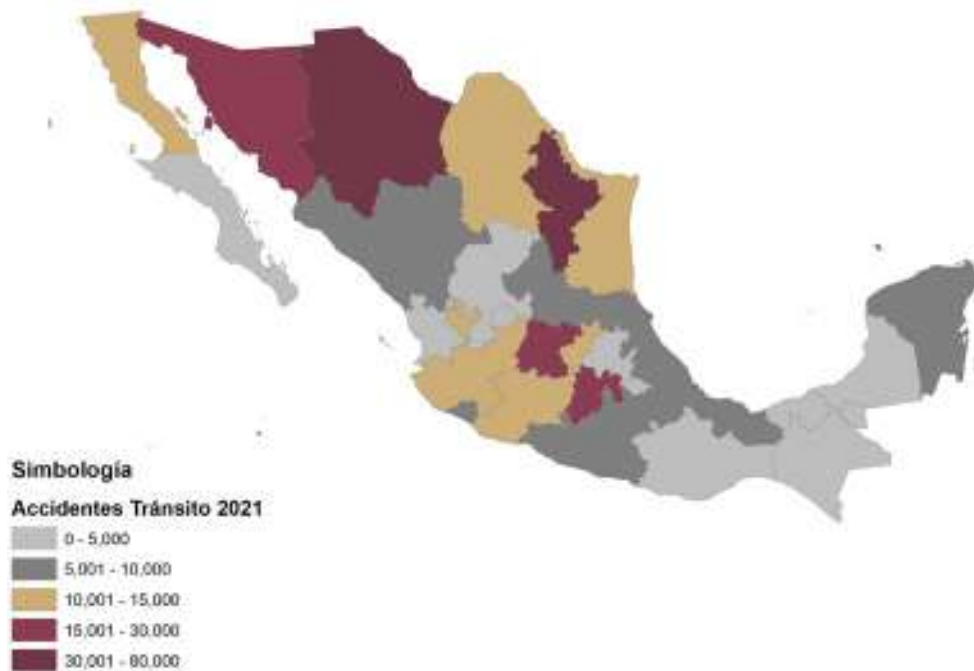 Simbología
Accidentes Tránsito 2021
0 - 5,000
5,001 - 10,000
10,001 - 15,000
15,001 - 30.000
30,001 - 80.000